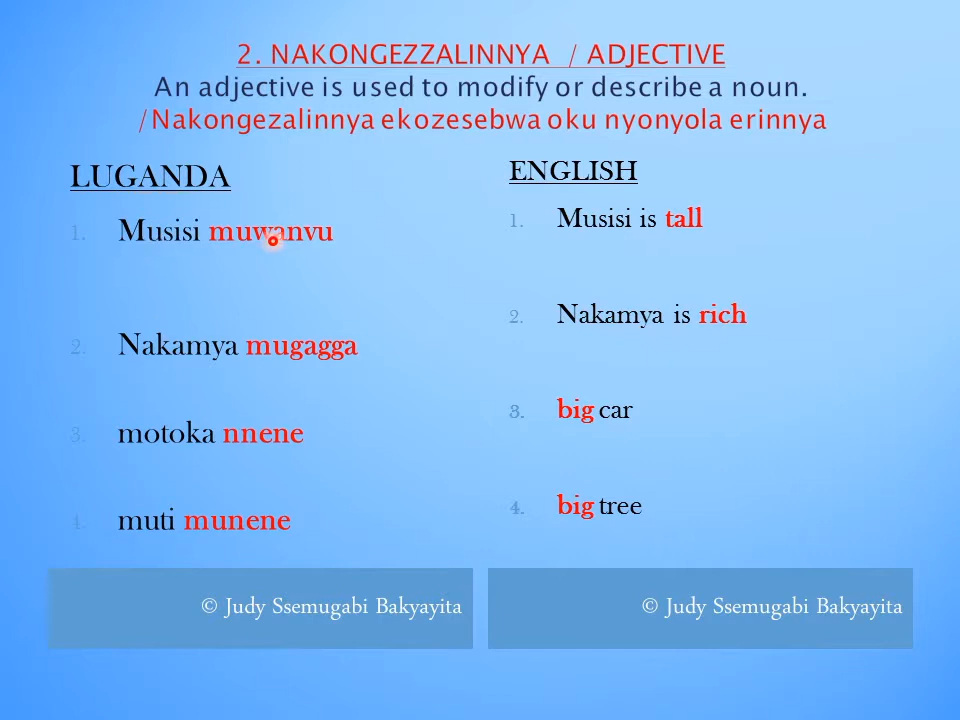 2. NAKONGEZZALINNYA / ADJECTIVE
An adjective is used to modify or describe a noun.
/Nakongezalinnya ekozesebwa oku nyonyola erinnya
LUGANDA
1. Musisi muwanvu
2. Nakamya mugagga
3. motoka nnene
4. muti munene
© Judy Ssemugabi Bakyayita
ENGLISH
1. Musisi is tall
2. Nakamya is rich
3. big car
4. big tree
© Judy Ssemugabi Bakyayita